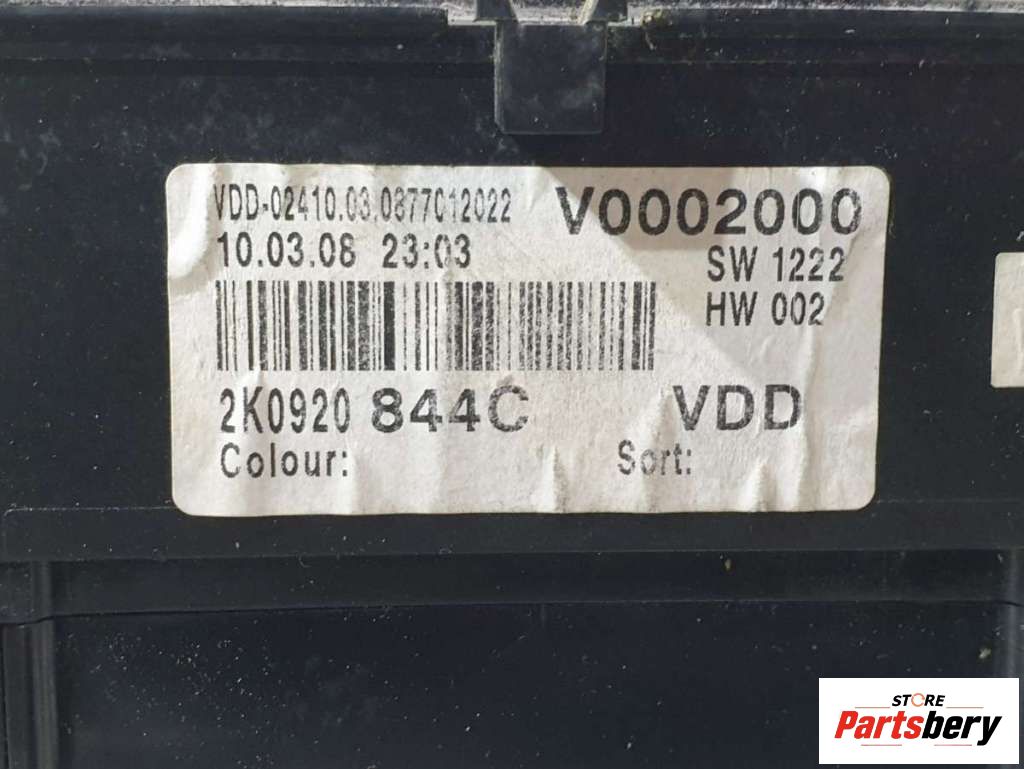 VDD-02410.03.0877012022
V0002000
10.03.08 23:03
SW 1222
HW 002
2K0920 844C
VDD
Colour:
Sort:
STORE
Partsbery